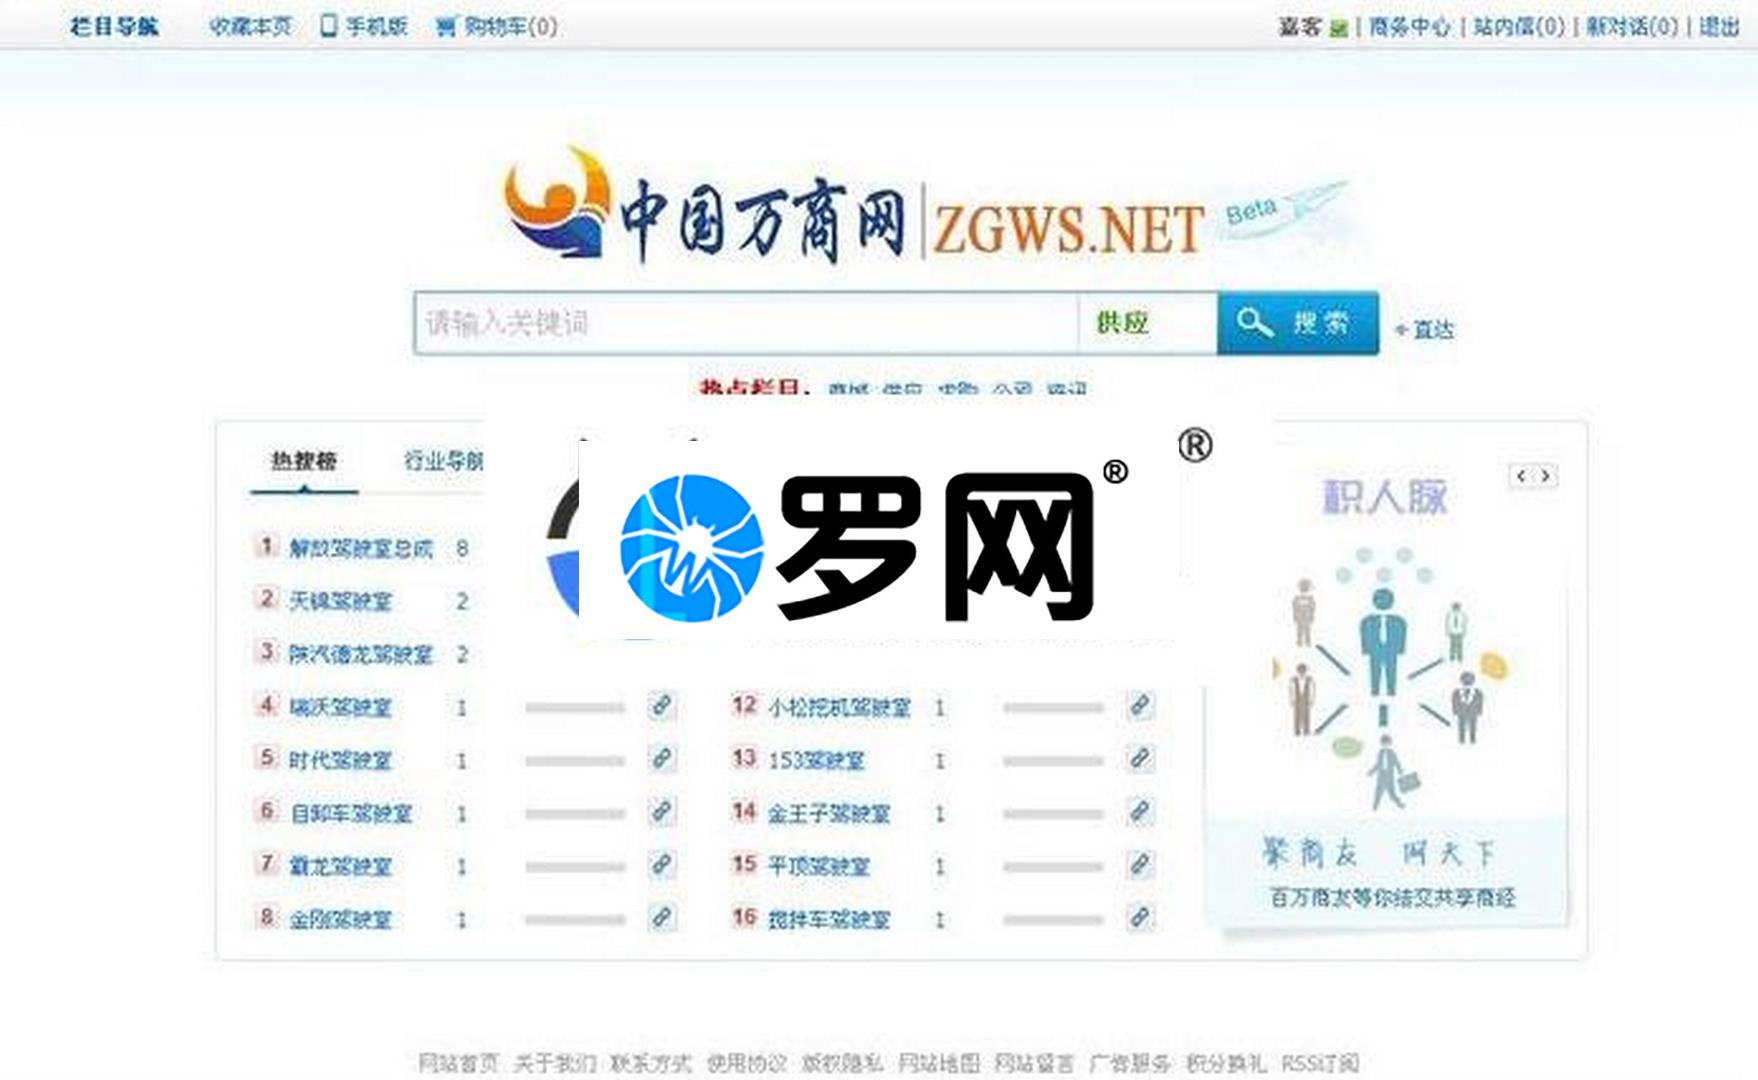 栏目导航 收藏本页 手机版 购物车(0) 嘉客 | 商务中心 | 站内信(0) | 新对话(0) | 退出
中国万商网 ZGWS.NET Beta
请输入关键词 供应 搜索 直达
热点栏目: 商城 供应 求购 公司 资讯
热搜榜 行业导航
罗网® ®
积人脉
1 解放驾驶室总成 8
2 天锦驾驶室 2
3 陕汽德龙驾驶室 2
4 瑞沃驾驶室 1 12 小松挖机驾驶室 1
5 时代驾驶室 1 13 153驾驶室 1
6 自卸车驾驶室 1 14 金王子驾驶室 1
7 霸龙驾驶室 1 15 平顶驾驶室 1
8 金刚驾驶室 1 16 搅拌车驾驶室 1
聚商友 网天下
百万商友等你结交共享商经
网站首页 关于我们 联系方式 使用协议 版权隐私 网站地图 网站留言 广告服务 积分换礼 RSS订阅